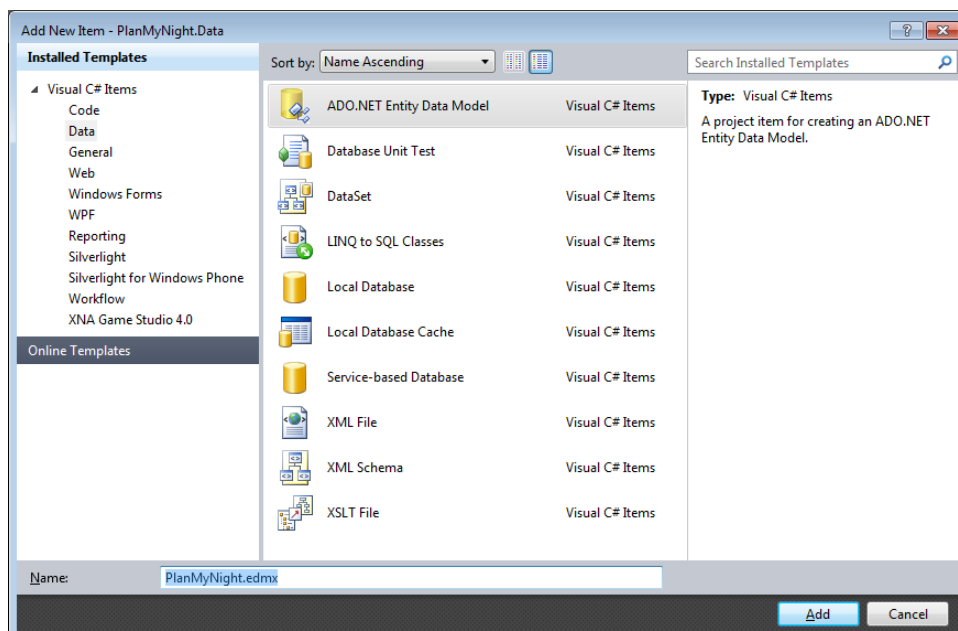 Add New Item - PlanMyNight.Data
Installed Templates
Visual C# Items
Code
Data
General
Web
Windows Forms
WPF
Reporting
Silverlight
Silverlight for Windows Phone
Workflow
XNA Game Studio 4.0
Online Templates
Sort by: Name Ascending
ADO.NET Entity Data Model Visual C# Items
Database Unit Test Visual C# Items
DataSet Visual C# Items
LINQ to SQL Classes Visual C# Items
Local Database Visual C# Items
Local Database Cache Visual C# Items
Service-based Database Visual C# Items
XML File Visual C# Items
XML Schema Visual C# Items
XSLT File Visual C# Items
Search Installed Templates
Type: Visual C# Items
A project item for creating an ADO.NET
Entity Data Model.
Name: PlanMyNight.edmx
Add Cancel